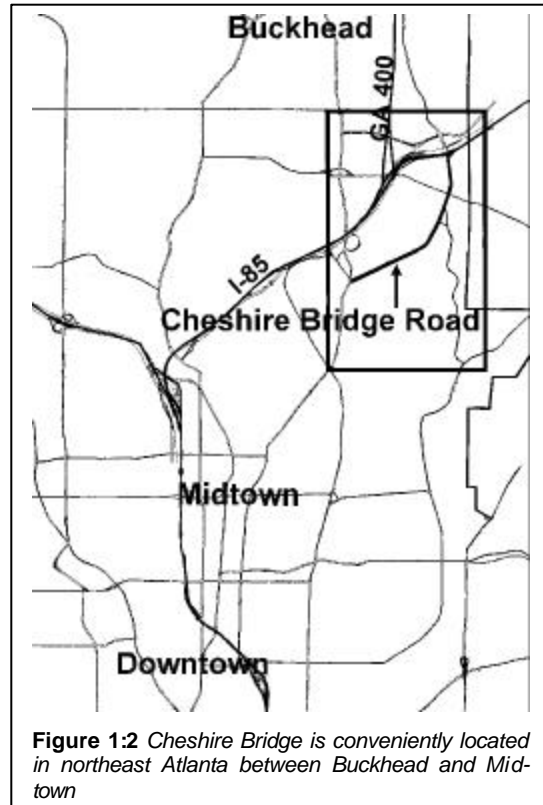 Buckhead
GA 400
I-85
Cheshire Bridge Road
Midtown
Downtown
Figure 1:2 Cheshire Bridge is conveniently located
in northeast Atlanta between Buckhead and Mid-
town